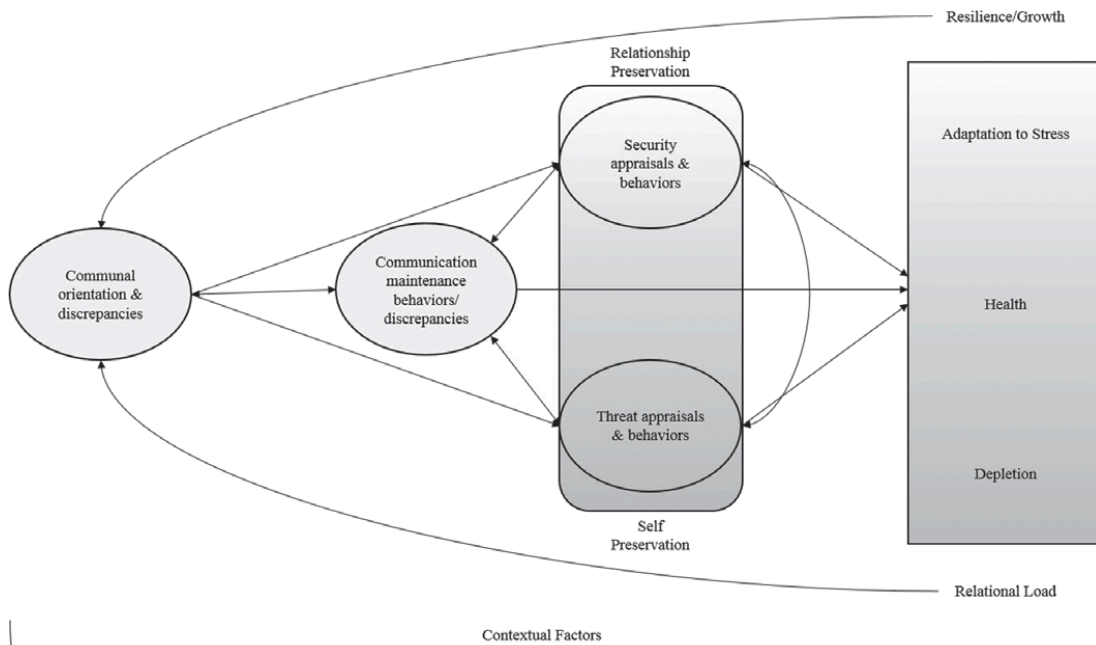 Resilience/Growth
Relationship
Preservation
Security
appraisals &
behaviors
Adaptation to Stress
Communal
orientation &
discrepancies
Communication
maintenance
behaviors/
discrepancies
Health
Threat appraisals
& behaviors
Depletion
Self
Preservation
Relational Load
Contextual Factors